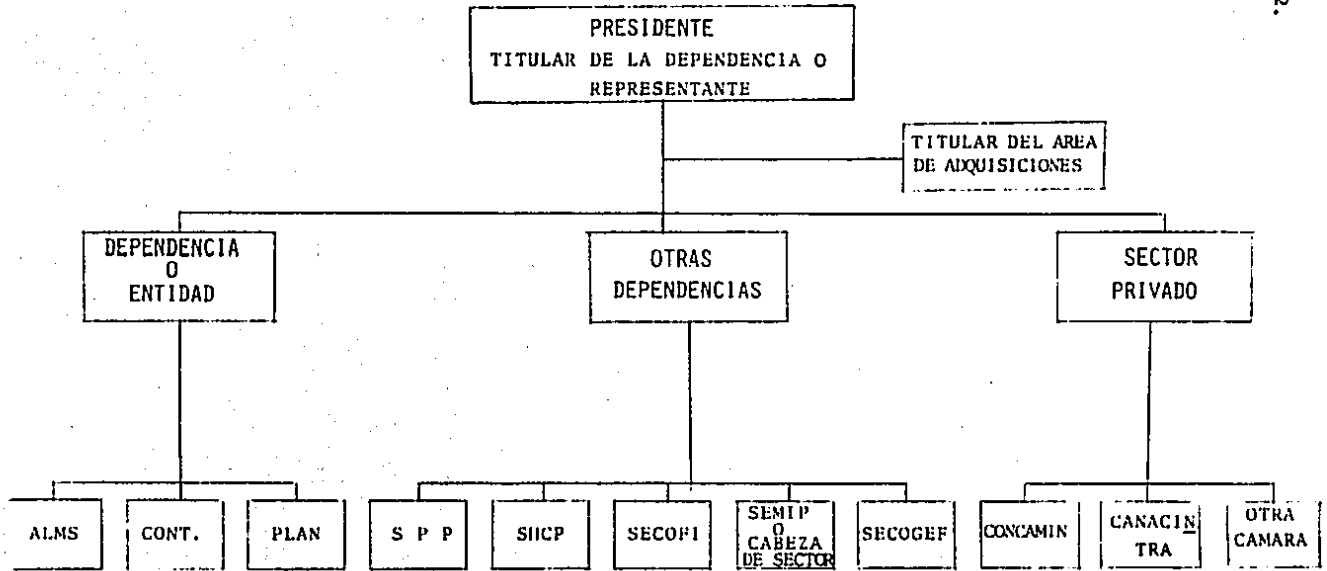 2.
PRESIDENTE
TITULAR DE LA DEPENDENCIA O
REPRESENTANTE
TITULAR DEL AREA
DE ADQUISICIONES
DEPENDENCIA
O
ENTIDAD
OTRAS
DEPENDENCIAS
SECTOR
PRIVADO
ALMS
CONT.
PLAN
S P P
SHCP
SECOFI
SEMIP
O
CABEZA
DE SECTOR
SECOGEF
CONCAMIN
CANACIN
TRA
OTRA
CAMARA